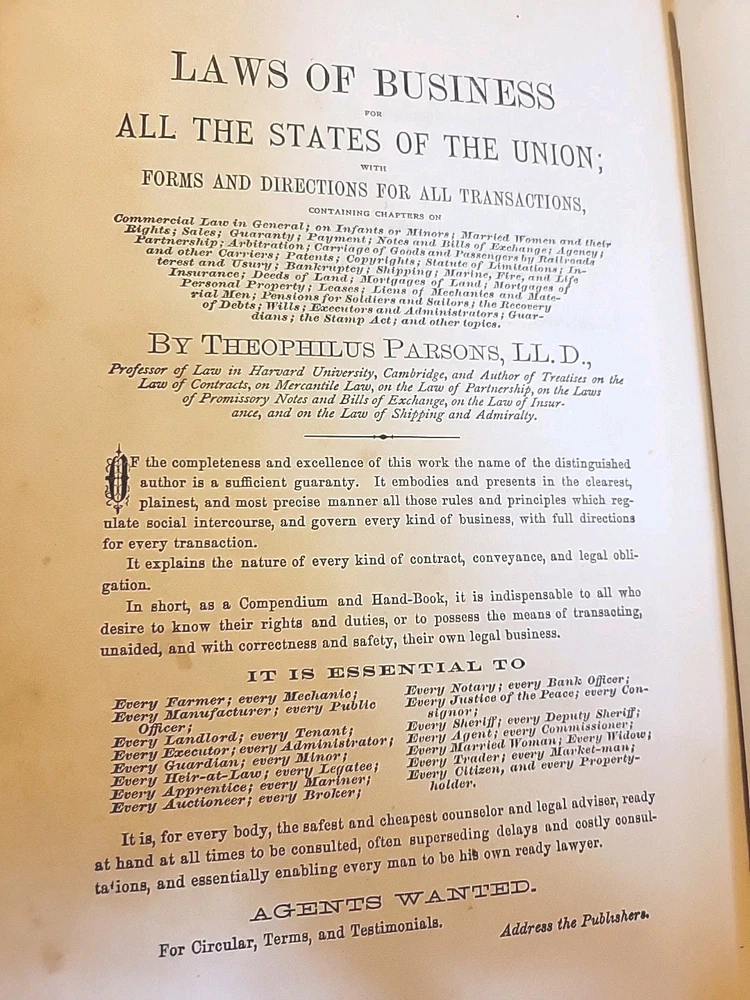 LAWS OF BUSINESS
FOR
ALL THE STATES OF THE UNION;
WITH
FORMS AND DIRECTIONS FOR ALL TRANSACTIONS,
CONTAINING CHAPTERS ON
Commercial Law in General; on Infants or Minors; Married Women and their
Rights; Sales; Guaranty; Payment; Notes and Bills of Exchange; Agency;
Partnership; Arbitration; Carriage of Goods and Passengers by Railroads
and other Carriers; Patents; Copyrights; Statute of Limitations; In-
terest and Usury; Bankruptcy; Shipping; Marine, Fire, and Life
Insurance; Deeds of Land; Mortgages of Land; Mortgages of
Personal Property; Leases; Liens of Mechanics and Mate-
rial Men; Pensions for Soldiers and Sailors; the Recovery
of Debts; Wills; Executors and Administrators; Guar-
dians; the Stamp Act; and other topics.
BY THEOPHILUS PARSONS, LL. D.,
Professor of Law in Harvard University, Cambridge, and Author of Treatises on the
Law of Contracts, on Mercantile Law, on the Law of Partnership, on the Laws
of Promissory Notes and Bills of Exchange, on the Law of Insur-
ance, and on the Law of Shipping and Admiralty.
OF the completeness and excellence of this work the name of the distinguished
author is a sufficient guaranty. It embodies and presents in the clearest,
plainest, and most precise manner all those rules and principles which reg-
ulate social intercourse, and govern every kind of business, with full directions
for every transaction.
It explains the nature of every kind of contract, conveyance, and legal obli-
gation.
In short, as a Compendium and Hand-Book, it is indispensable to all who
desire to know their rights and duties, or to possess the means of transacting,
unaided, and with correctness and safety, their own legal business.
IT IS ESSENTIAL TO
Every Farmer; every Mechanic;
Every Manufacturer; every Public
Officer;
Every Landlord; every Tenant;
Every Executor; every Administrator;
Every Guardian; every Minor;
Every Heir-at-Law; every Legatee;
Every Apprentice; every Mariner;
Every Auctioneer; every Broker;
Every Notary; every Bank Officer;
Every Justice of the Peace; every Con-
signor;
Every Sheriff; every Deputy Sheriff;
Every Agent; every Commissioner;
Every Married Woman; Every Widow;
Every Trader; every Market-man;
Every Citizen, and every Property-
holder.
It is, for every body, the safest and cheapest counselor and legal adviser, ready
at hand at all times to be consulted, often superseding delays and costly consul-
tations, and essentially enabling every man to be his own ready lawyer.
AGENTS WANTED.
For Circular, Terms, and Testimonials.
Address the Publishers.